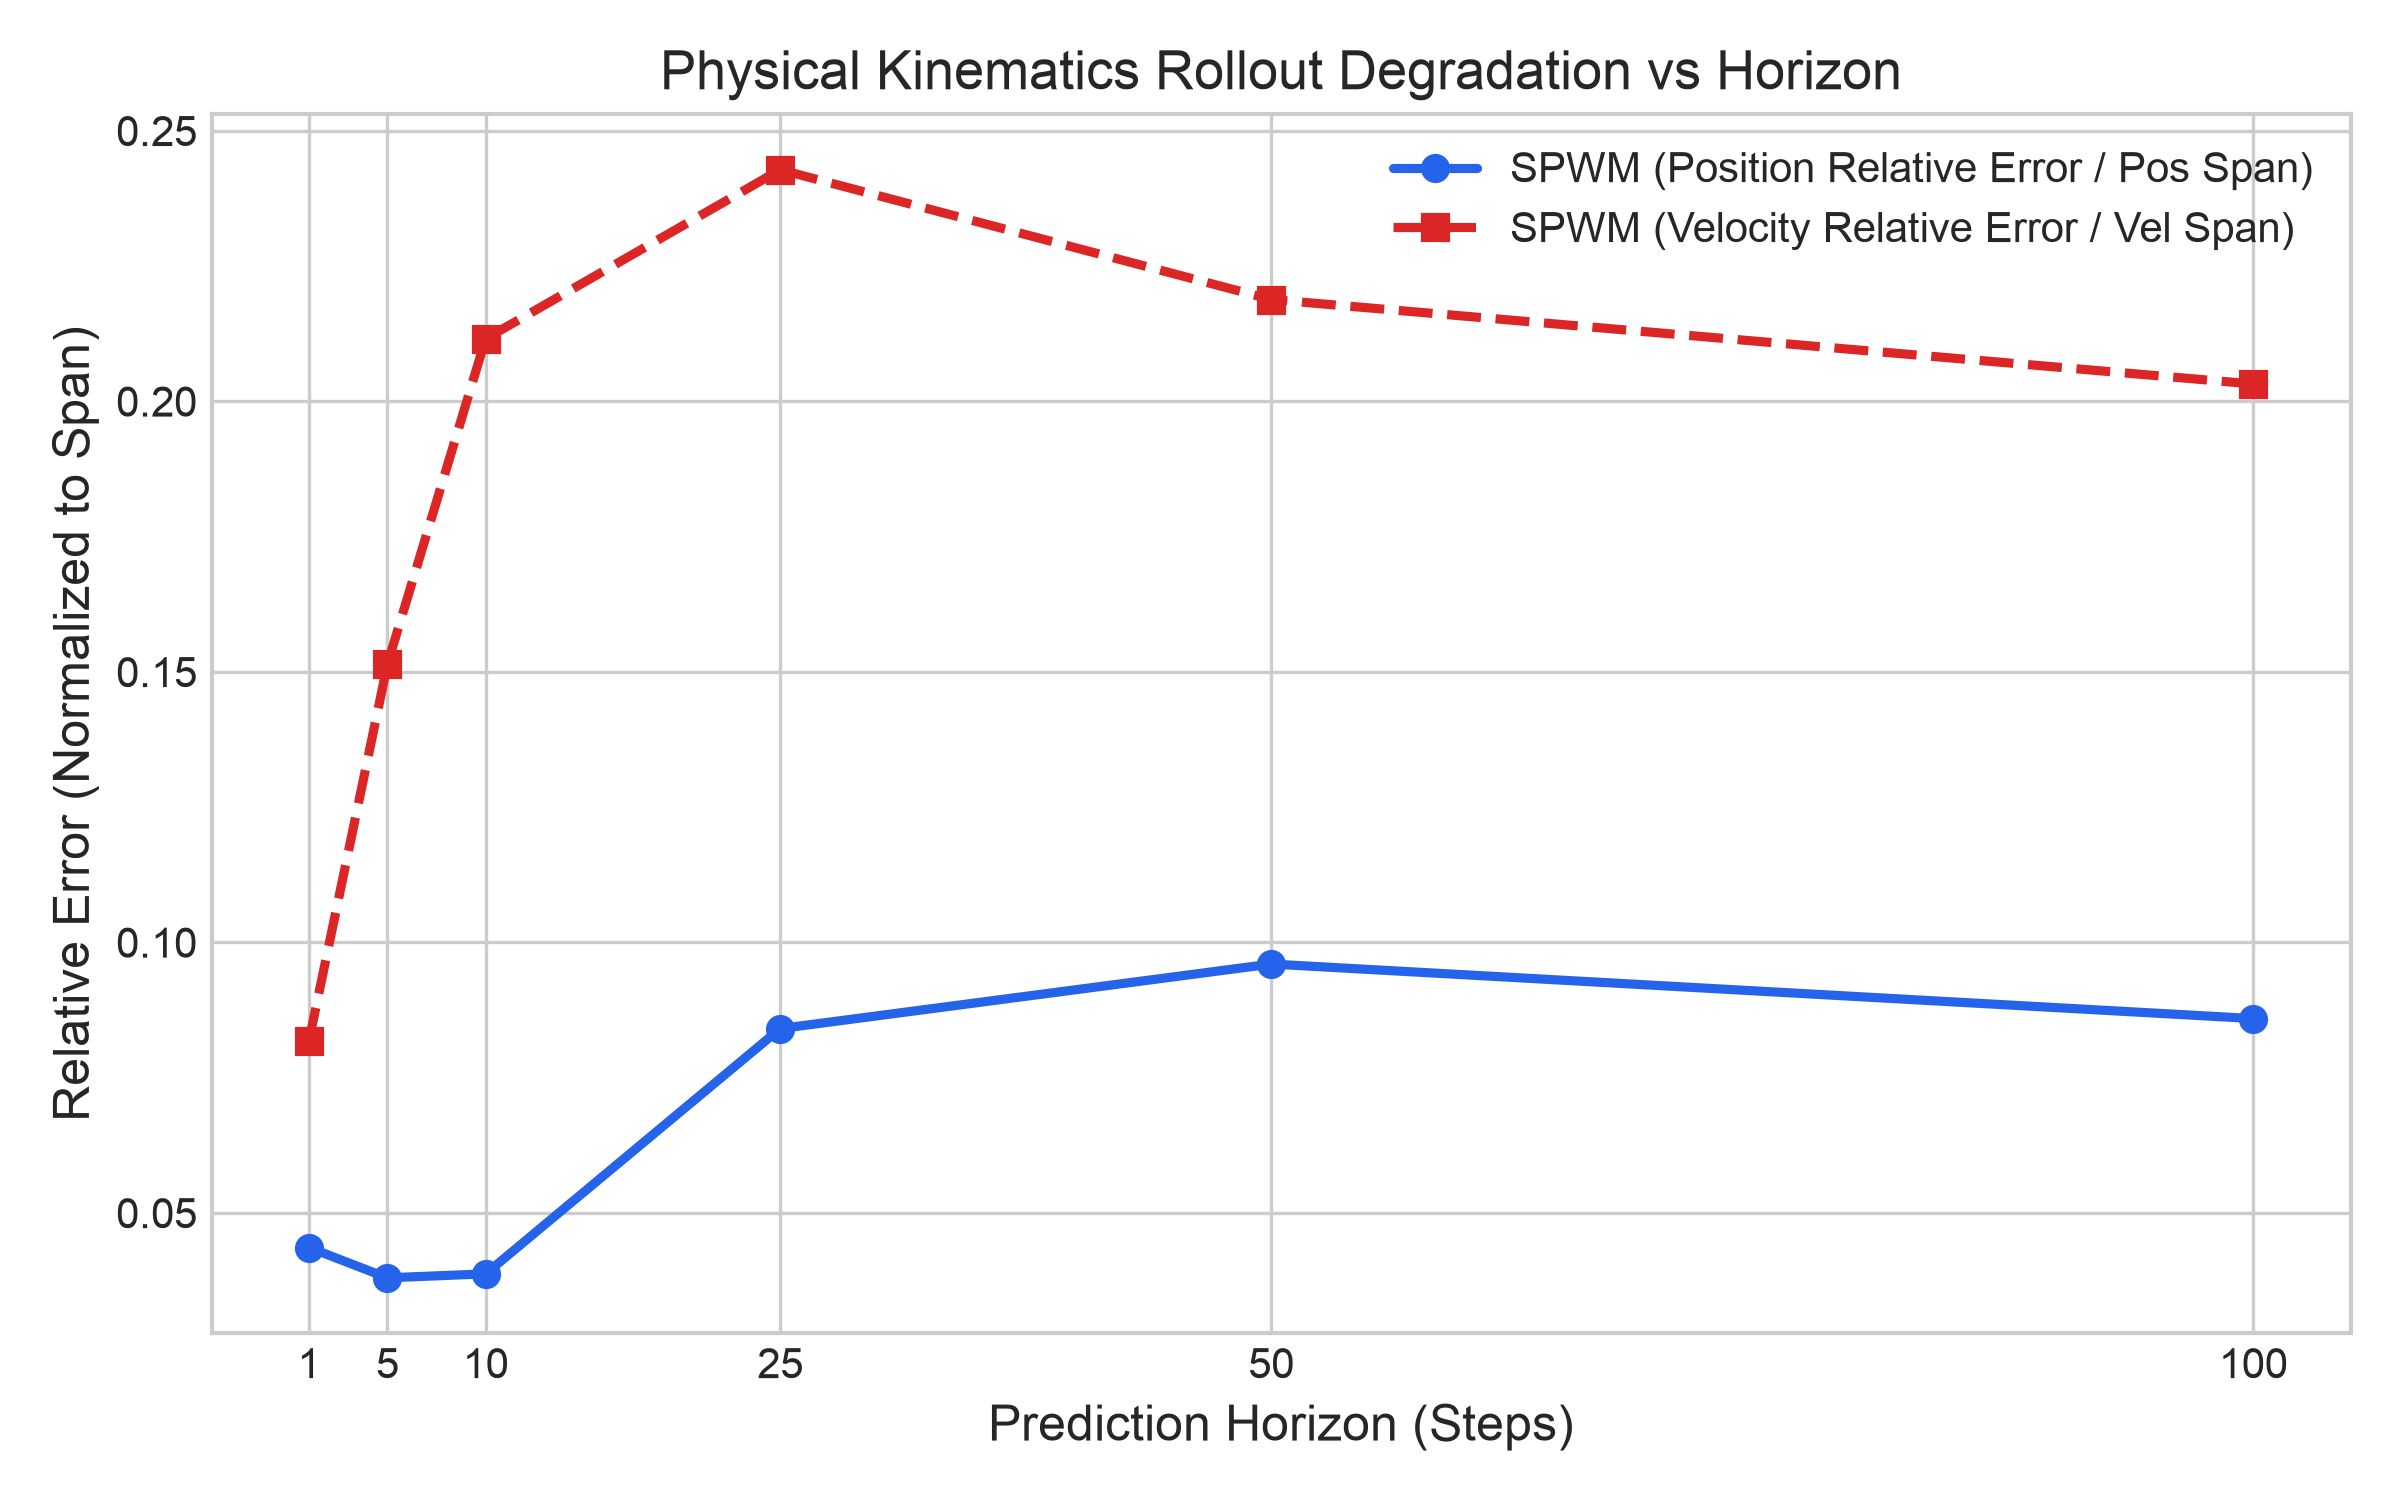 Physical Kinematics Rollout Degradation vs Horizon
SPWM (Position Relative Error / Pos Span)
SPWM (Velocity Relative Error / Vel Span)
Relative Error (Normalized to Span)
0.25
0.20
0.15
0.10
0.05
1 5 10 25 50 100
Prediction Horizon (Steps)